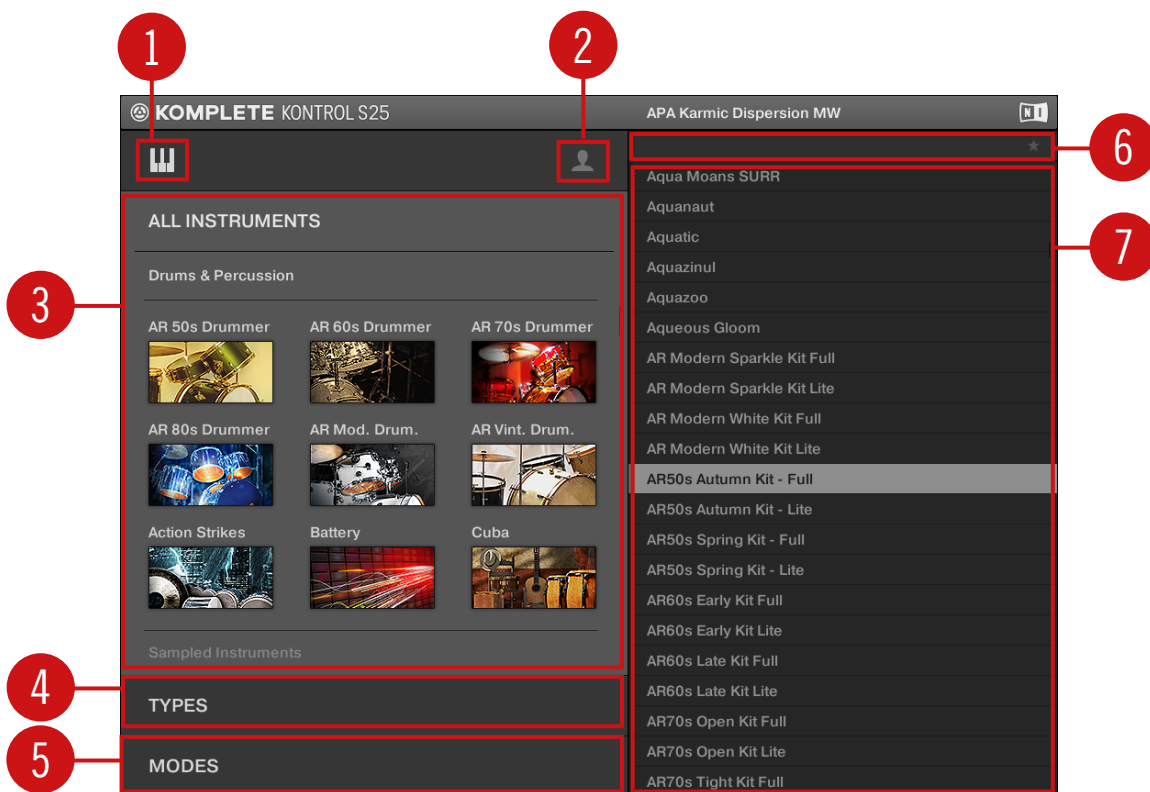 1
2
KOMPLETE KONTROL S25
APA Karmic Dispersion MW
NI
6
3
ALL INSTRUMENTS
Drums & Percussion
AR 50s Drummer
AR 60s Drummer
AR 70s Drummer
AR 80s Drummer
AR Mod. Drum.
AR Vint. Drum.
Action Strikes
Battery
Cuba
Sampled Instruments
4
TYPES
5
MODES
7
Aqua Moans SURR
Aquanaut
Aquatic
Aquazinul
Aquazoo
Aqueous Gloom
AR Modern Sparkle Kit Full
AR Modern Sparkle Kit Lite
AR Modern White Kit Full
AR Modern White Kit Lite
AR50s Autumn Kit - Full
AR50s Autumn Kit - Lite
AR50s Spring Kit - Full
AR50s Spring Kit - Lite
AR60s Early Kit Full
AR60s Early Kit Lite
AR60s Late Kit Full
AR60s Late Kit Lite
AR70s Open Kit Full
AR70s Open Kit Lite
AR70s Tight Kit Full